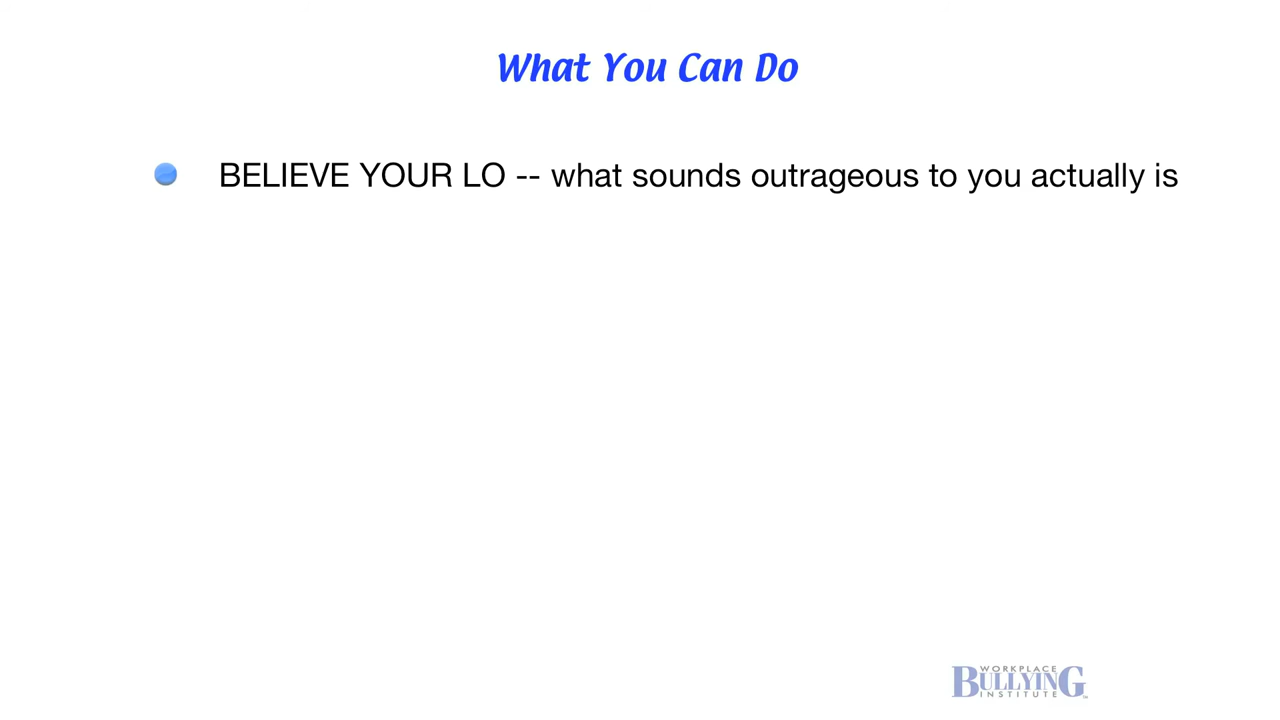 What You Can Do
BELIEVE YOUR LO -- what sounds outrageous to you actually is
WORKPLACE
BULLYING
INSTITUTE